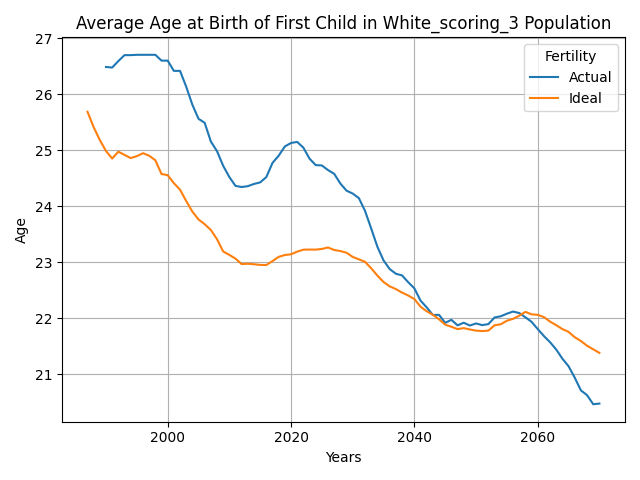 Average Age at Birth of First Child in White_scoring_3 Population
Fertility
Actual
Ideal
Age
27
26
25
24
23
22
21
2000 2020 2040 2060
Years